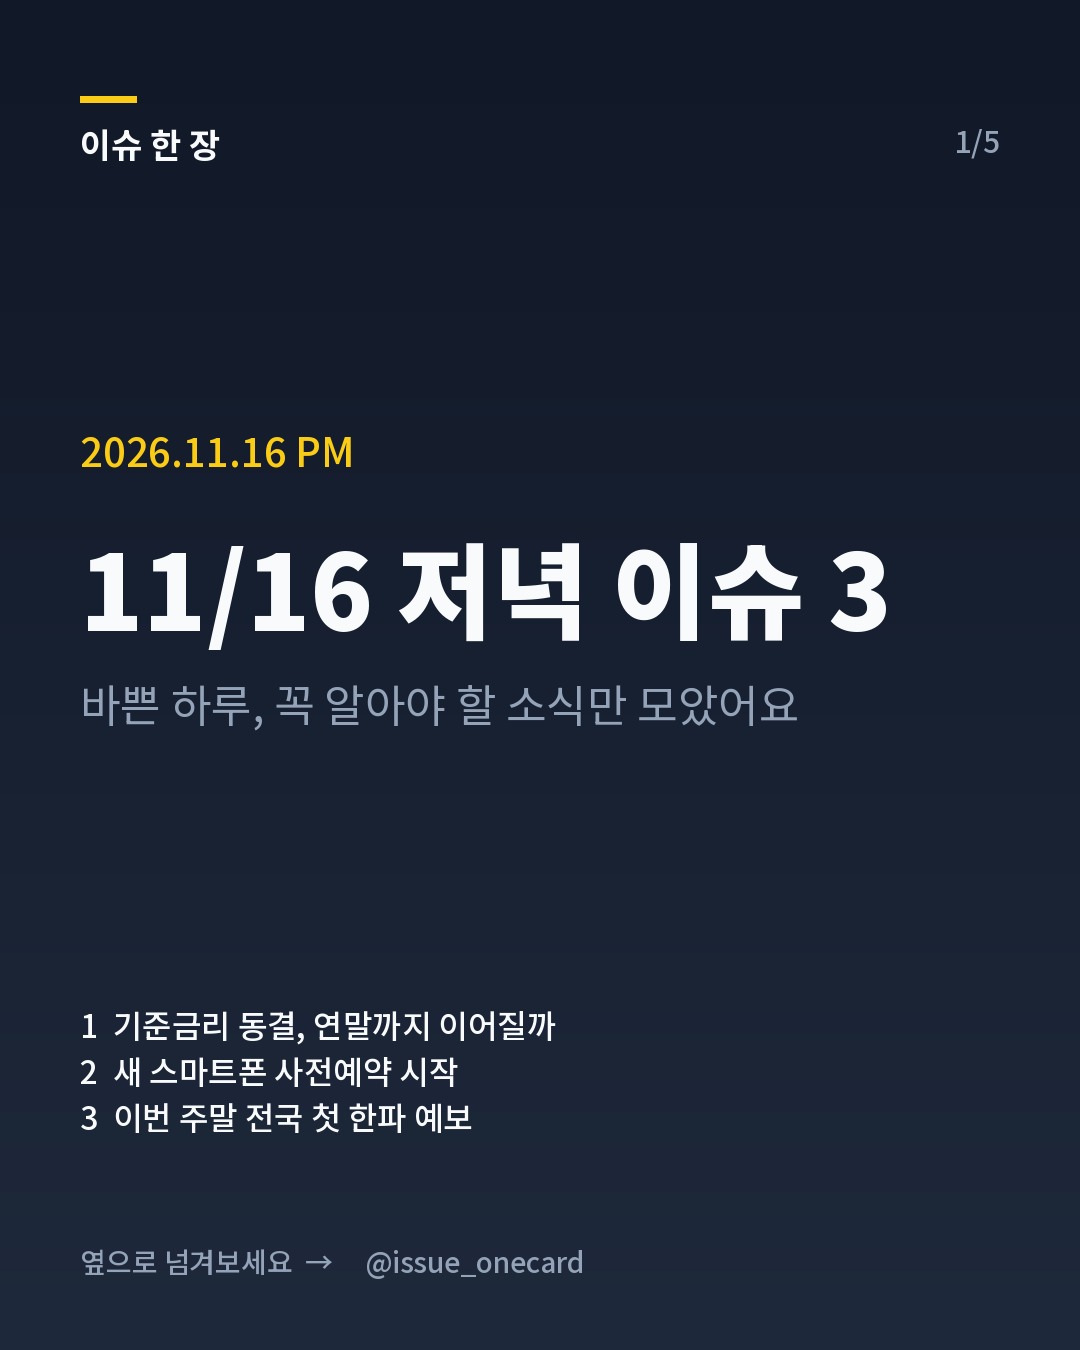 이슈 한 장
1/5
2026.11.16 PM
11/16 저녁 이슈 3
바쁜 하루, 꼭 알아야 할 소식만 모았어요
1 기준금리 동결, 연말까지 이어질까
2 새 스마트폰 사전예약 시작
3 이번 주말 전국 첫 한파 예보
옆으로 넘겨보세요 → @issue_onecard